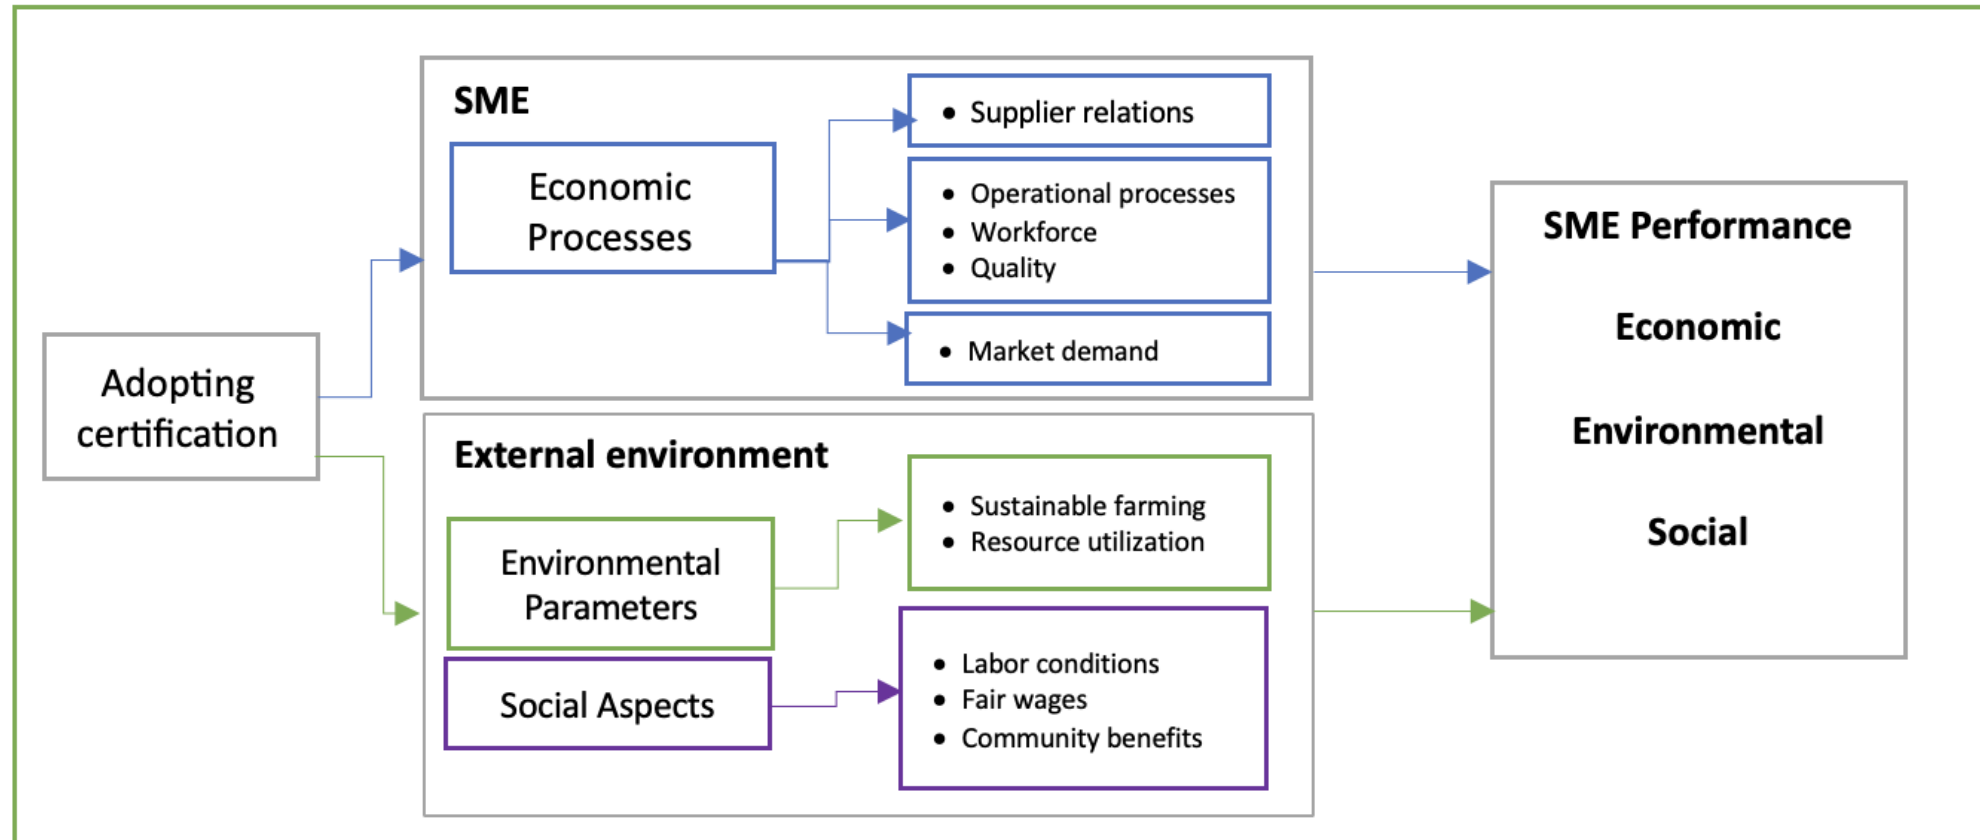 SME
Economic
Processes
• Supplier relations
• Operational processes
• Workforce
• Quality
• Market demand
Adopting
certification
External environment
Environmental
Parameters
• Sustainable farming
• Resource utilization
Social Aspects
• Labor conditions
• Fair wages
• Community benefits
SME Performance
Economic
Environmental
Social